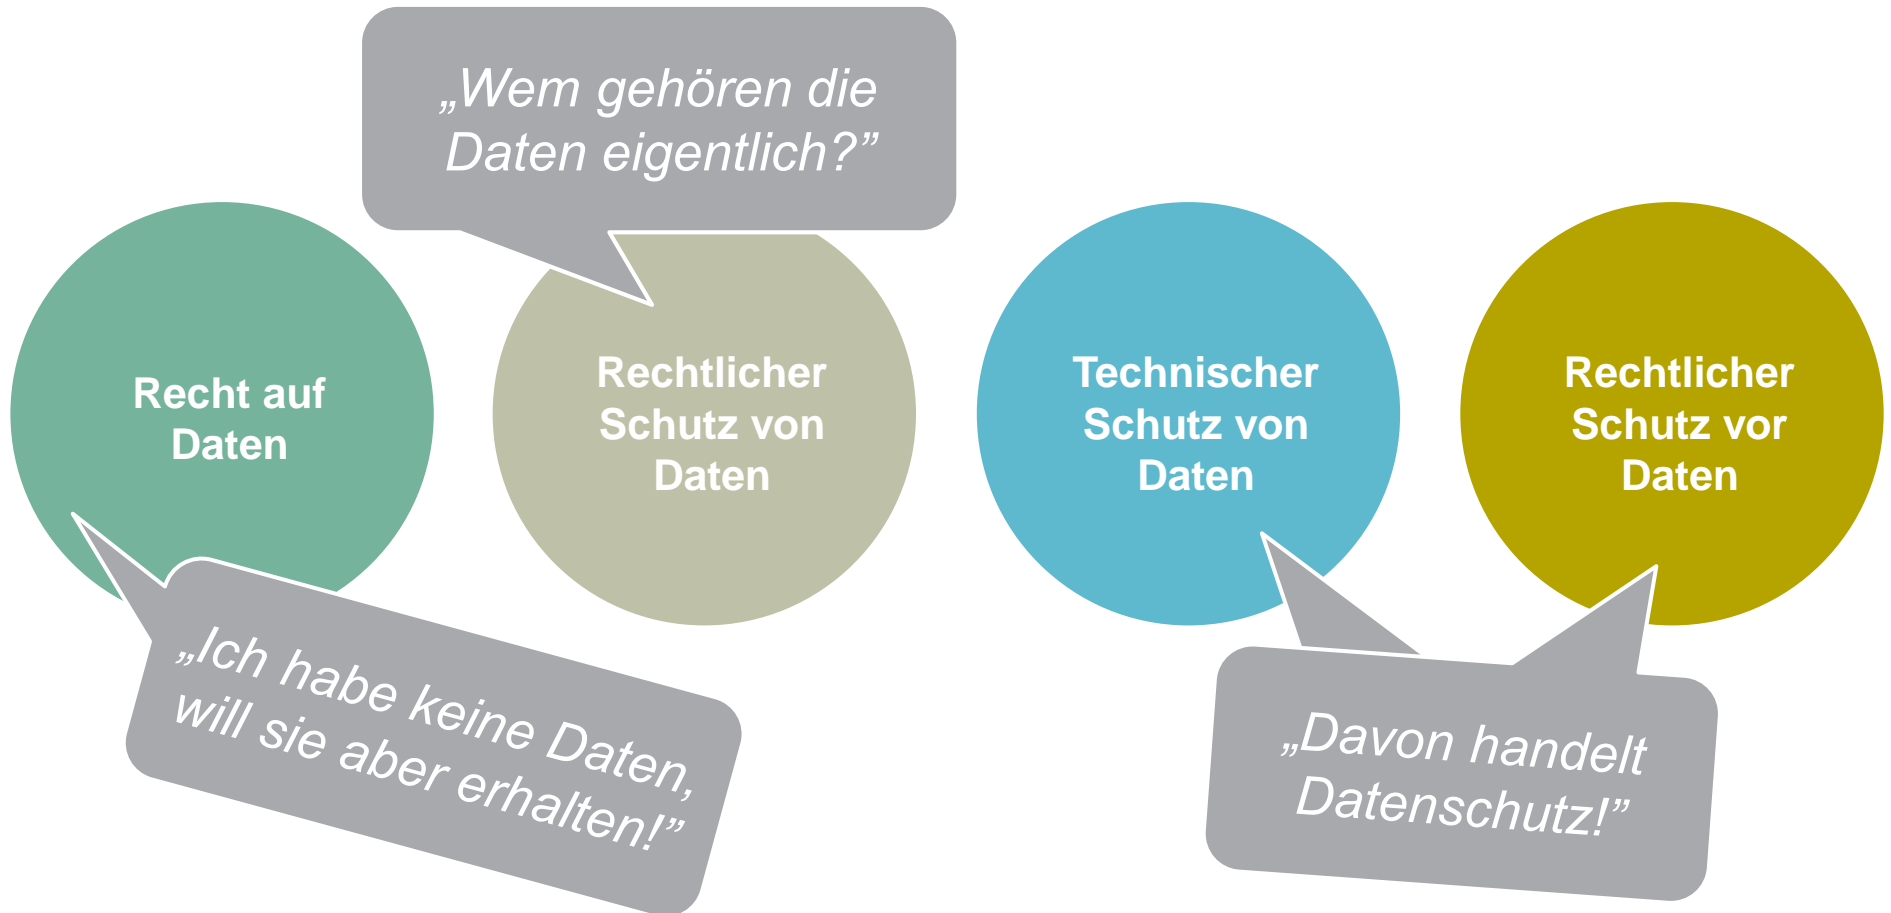 „Wem gehören die
Daten eigentlich?”
Recht auf
Daten
Rechtlicher
Schutz von
Daten
Technischer
Schutz von
Daten
Rechtlicher
Schutz vor
Daten
„Ich habe keine Daten,
will sie aber erhalten!”
„Davon handelt
Datenschutz!”